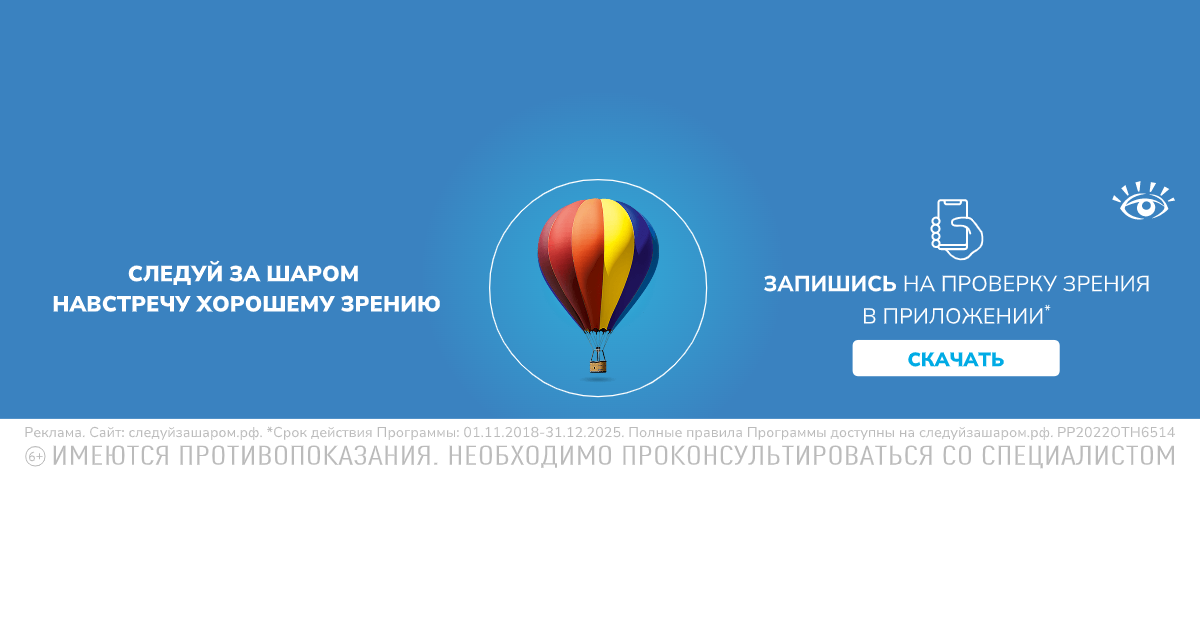 СЛЕДУЙ ЗА ШАРОМ
НАВСТРЕЧУ ХОРОШЕМУ ЗРЕНИЮ
ЗАПИШИСЬ НА ПРОВЕРКУ ЗРЕНИЯ
В ПРИЛОЖЕНИИ*
СКАЧАТЬ
Реклама. Сайт: следуйзашаром.рф. *Срок действия Программы: 01.11.2018-31.12.2025. Полные правила Программы доступны на следуйзашаром.рф. PP2022OTH6514
6+ ИМЕЮТСЯ ПРОТИВОПОКАЗАНИЯ. НЕОБХОДИМО ПРОКОНСУЛЬТИРОВАТЬСЯ СО СПЕЦИАЛИСТОМ